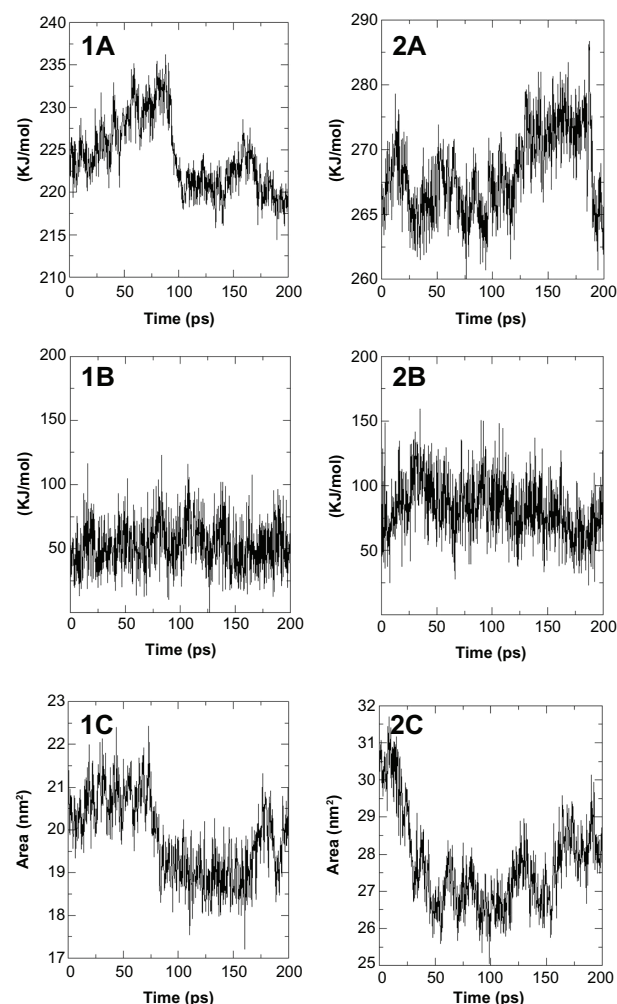 1A
240
235
230
225
220
215
210
(KJ/mol)
0 50 100 150 200
Time (ps)
2A
290
275
270
265
260
(KJ/mol)
0 50 100 150 200
Time (ps)
1B
200
150
100
50
(KJ/mol)
0 50 100 150 200
Time (ps)
2B
200
150
100
50
0
(KJ/mol)
0 50 100 150 200
Time (ps)
1C
23
22
21
20
19
18
17
Area (nm²)
0 50 100 150 200
Time (ps)
2C
32
31
30
29
28
27
26
25
Area (nm²)
0 50 100 150 200
Time (ps)